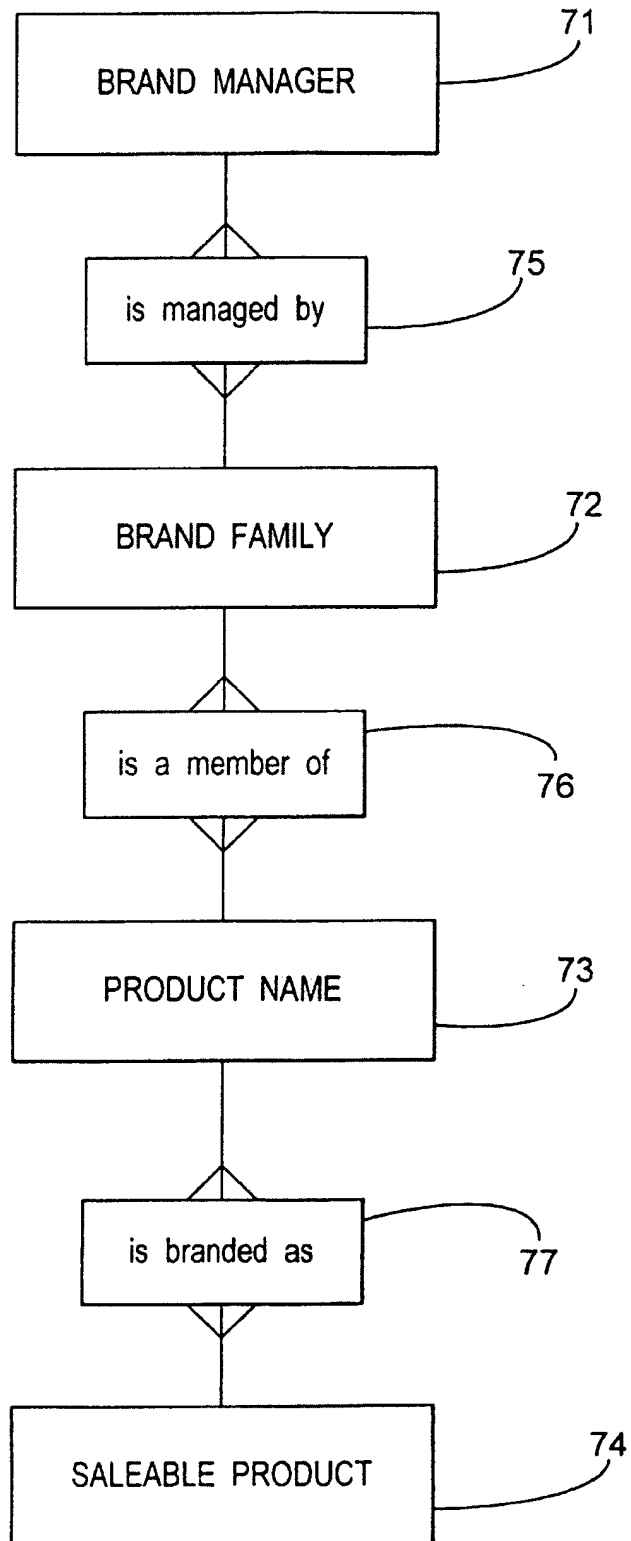 71
BRAND MANAGER
75
is managed by
72
BRAND FAMILY
is a member of
76
73
PRODUCT NAME
is branded as
77
74
SALEABLE PRODUCT